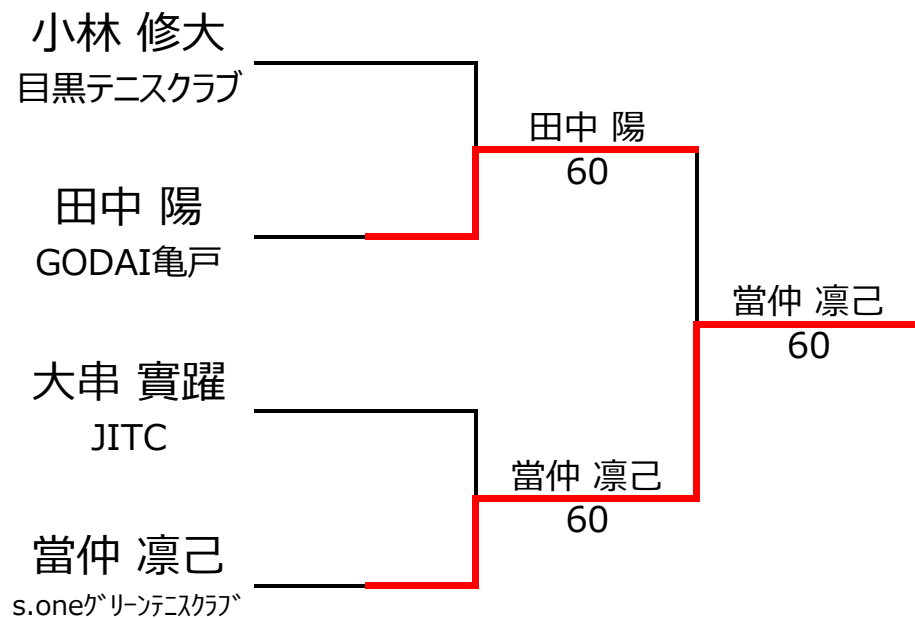 小林 修大
目黒テニスクラブ
田中 陽
60
田中 陽
GODAI亀戸
當仲 凛己
60
大串 實躍
JITC
當仲 凛己
60
當仲 凛己
s.oneｸﾞﾘｰﾝﾃﾆｽｸﾗﾌﾞ